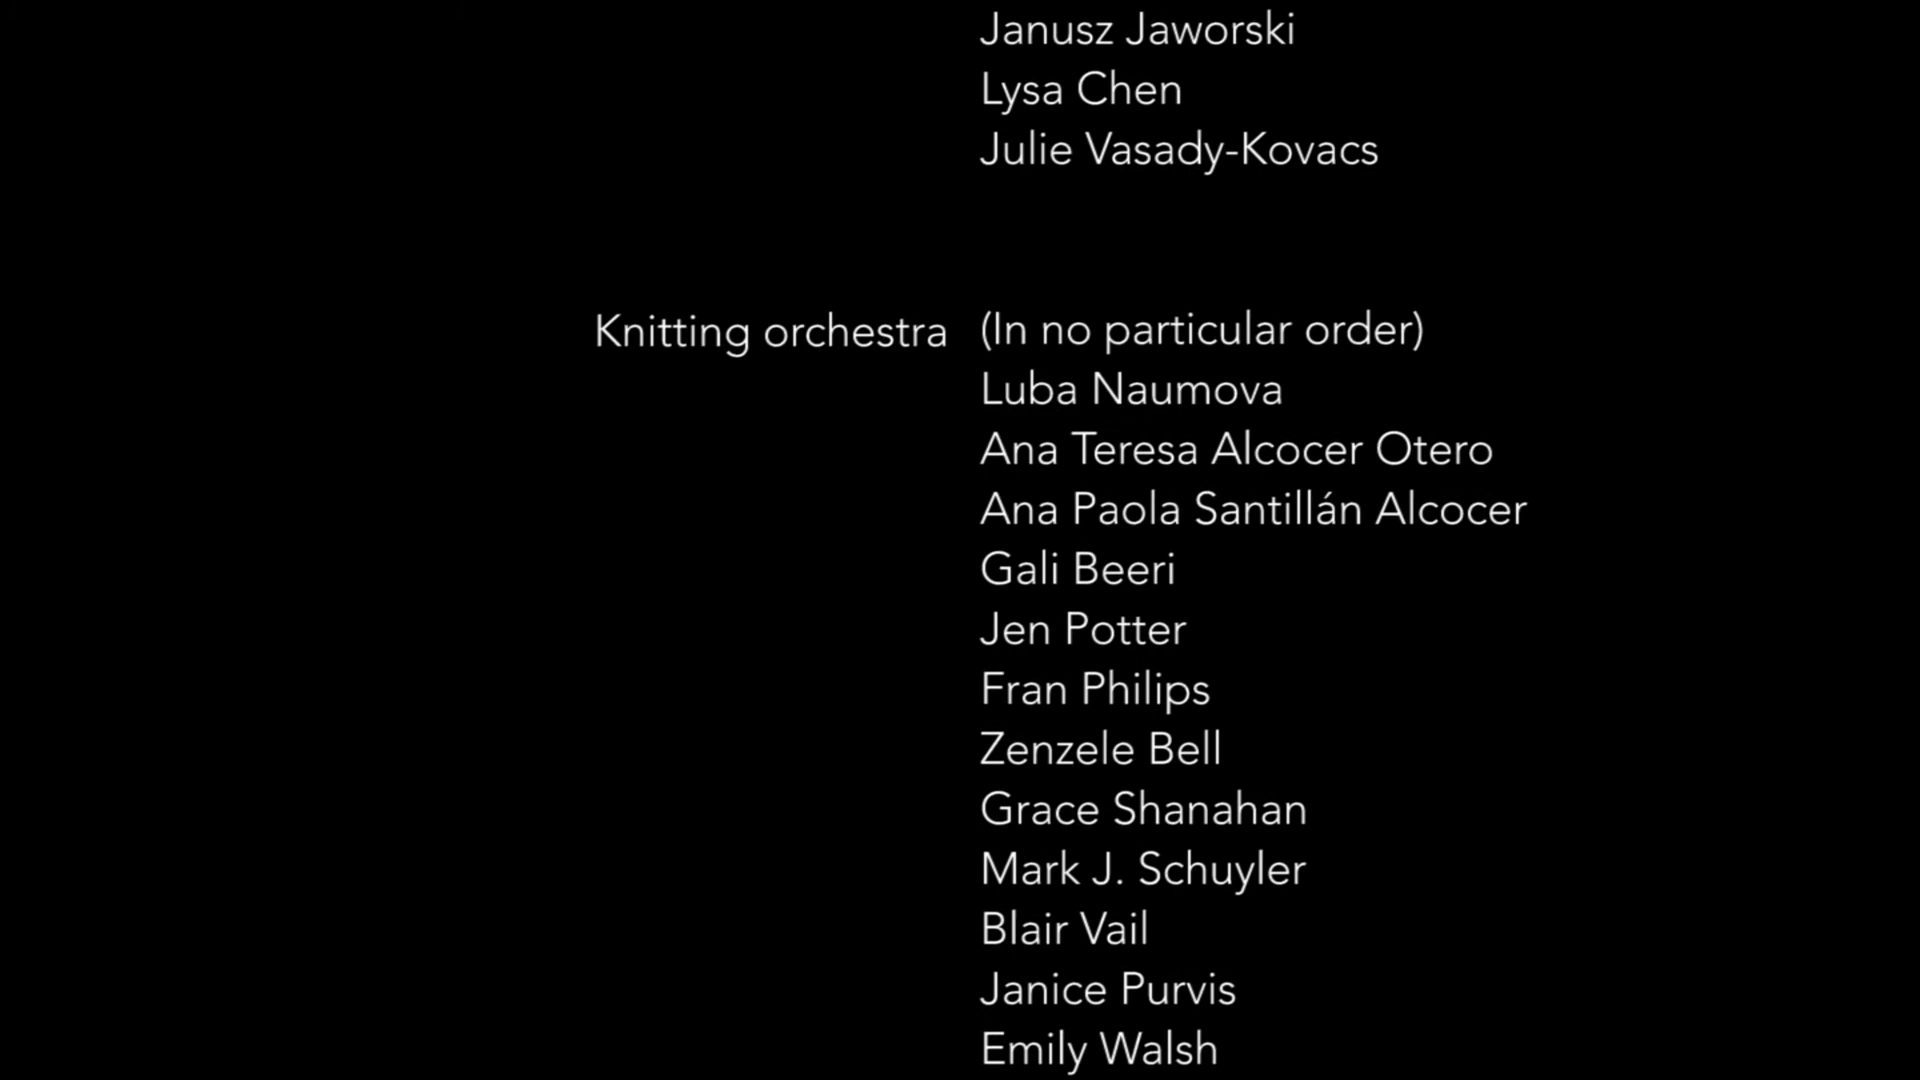 Janusz Jaworski
Lysa Chen
Julie Vasady-Kovacs
Knitting orchestra (In no particular order)
Luba Naumova
Ana Teresa Alcocer Otero
Ana Paola Santillán Alcocer
Gali Beeri
Jen Potter
Fran Philips
Zenzele Bell
Grace Shanahan
Mark J. Schuyler
Blair Vail
Janice Purvis
Emily Walsh